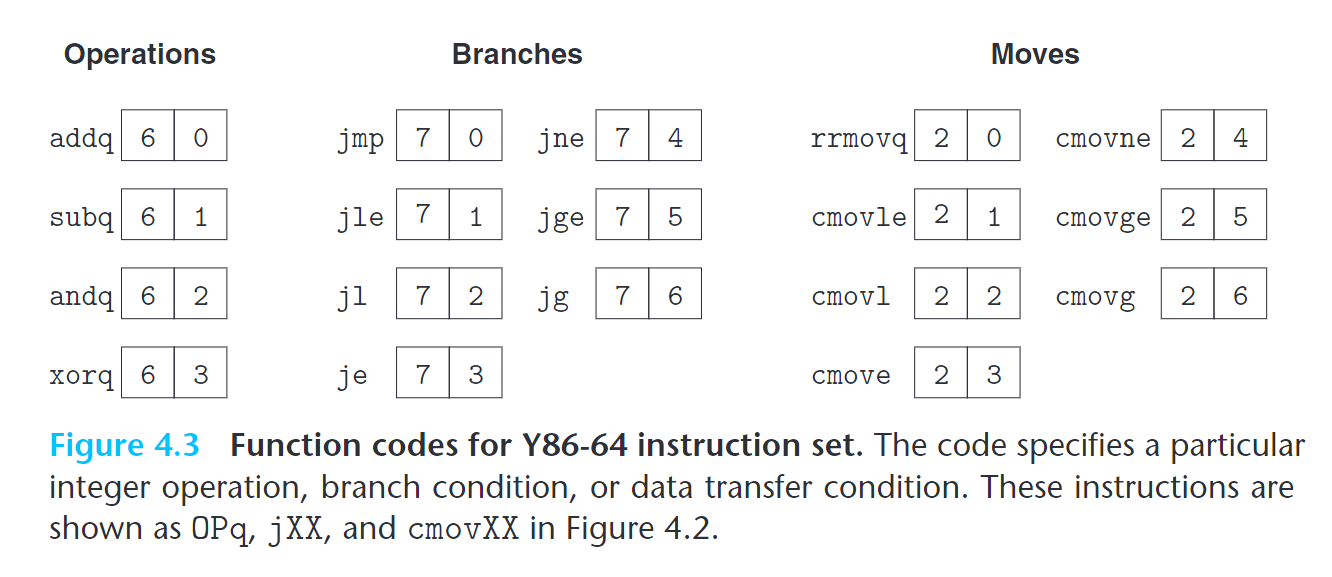 Operations Branches Moves
addq 6 0 jmp 7 0 jne 7 4 rrmovq 2 0 cmovne 2 4
subq 6 1 jle 7 1 jge 7 5 cmovle 2 1 cmovge 2 5
andq 6 2 jl 7 2 jg 7 6 cmovl 2 2 cmovg 2 6
xorq 6 3 je 7 3 cmove 2 3
Figure 4.3 Function codes for Y86-64 instruction set. The code specifies a particular
integer operation, branch condition, or data transfer condition. These instructions are
shown as OPq, jXX, and cmovXX in Figure 4.2.